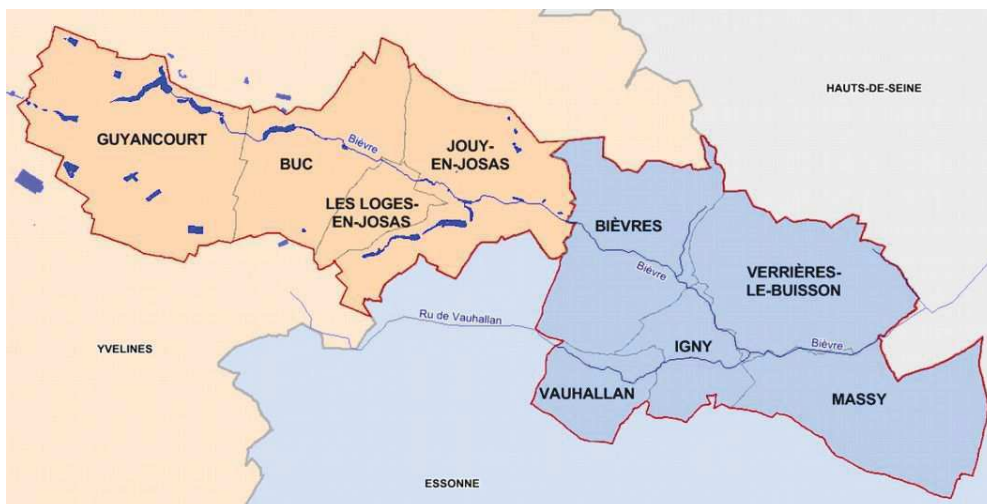 HAUTS-DE-SEINE
GUYANCOURT
Bièvre
BUC
JOUY-
EN-JOSAS
LES LOGES-
EN-JOSAS
BIÈVRES
Bièvre
VERRIÈRES-
LE-BUISSON
Ru de Vauhallan
YVELINES
IGNY
Bièvre
VAUHALLAN
MASSY
ESSONNE